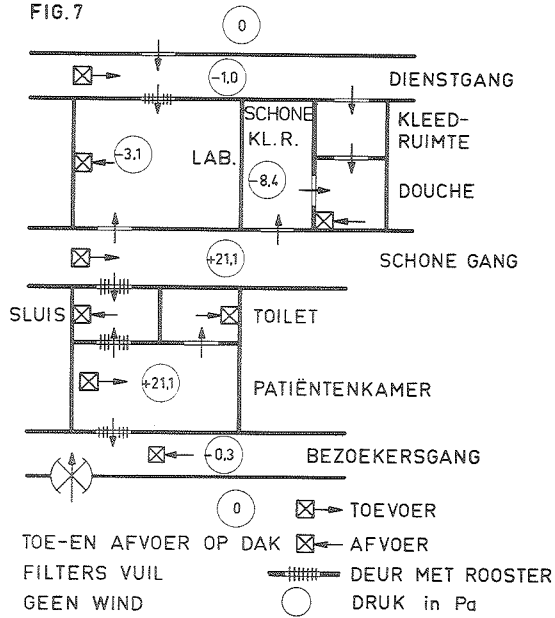 FIG.7
0
-1,0
DIENSTGANG
SCHONE
KL.R.
KLEED-
RUIMTE
-3,1
LAB.
-8,4
DOUCHE
+21,1
SCHONE GANG
SLUIS
TOILET
+21,1
PATIËNTENKAMER
-0,3
BEZOEKERSGANG
0
TOEVOER
TOE-EN AFVOER OP DAK
AFVOER
FILTERS VUIL
DEUR MET ROOSTER
GEEN WIND
DRUK in Pa